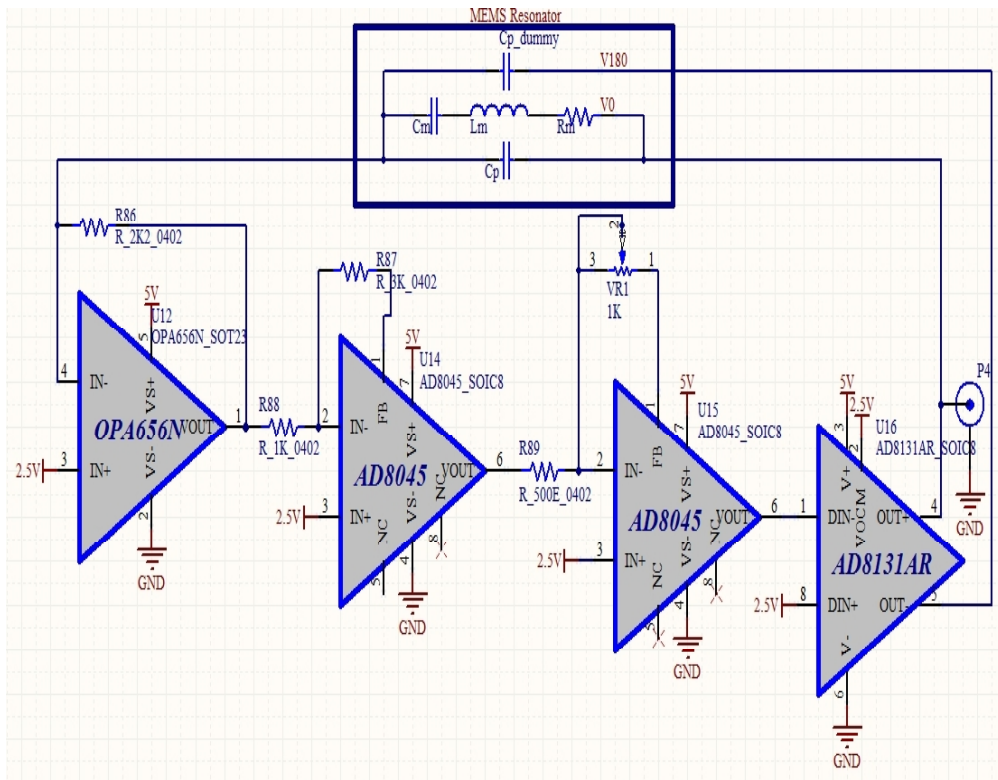 MEMS Resonator
Cp_dummy
V180
V0
Cm
Lm
Rm
Cp
R86
R_2K2_0402
R87
R_3K_0402
2
3
1
VR1
1K
5V
U12
OPA656N_SOT23
5
4
IN-
VS+
OPA656N
VOUT
1
3
IN+
VS-
2
2.5V
GND
R88
R_1K_0402
5V
U14
AD8045_SOIC8
1
7
2
IN-
FB
VS+
AD8045
VOUT
6
NC
8
2.5V
3
IN+
NC
VS-
5
4
GND
R89
R_500E_0402
5V
U15
AD8045_SOIC8
1
7
2
IN-
FB
VS+
AD8045
VOUT
6
NC
8
2.5V
3
IN+
NC
VS-
5
4
GND
5V
2.5V
U16
AD8131AR_SOIC8
3
2
V+
VOCM
1
DIN-
OUT+
4
AD8131AR
2.5V
8
DIN+
OUT-
5
V-
6
GND
P4
GND